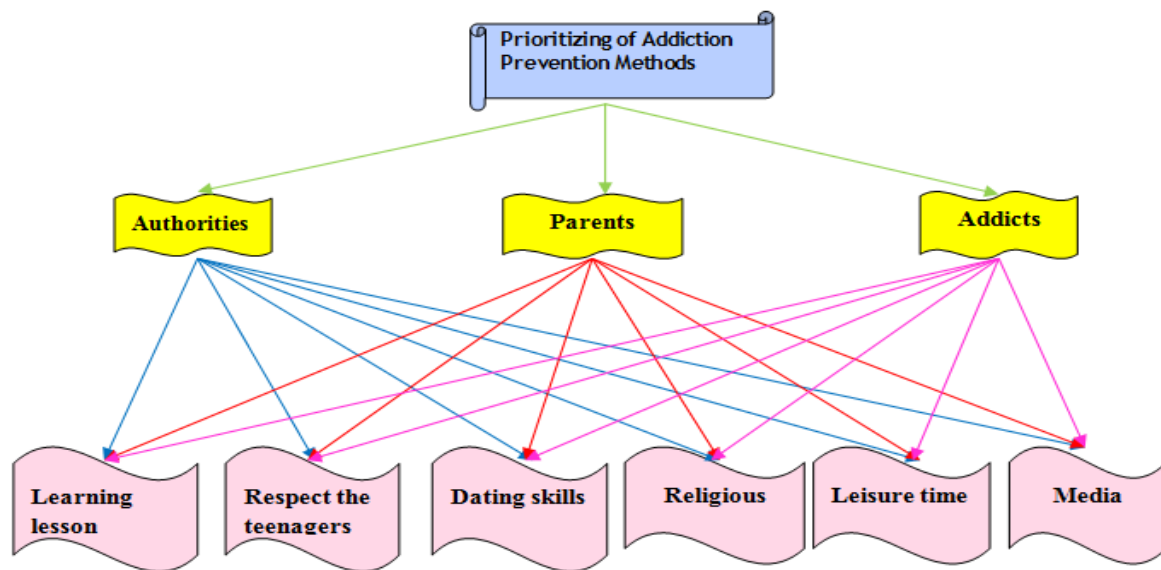 Prioritizing of Addiction
Prevention Methods
Authorities
Parents
Addicts
Learning
lesson
Respect the
teenagers
Dating skills
Religious
Leisure time
Media